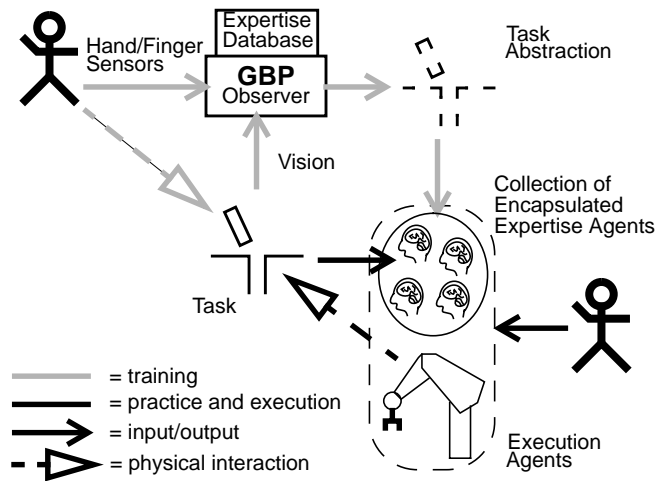 Hand/Finger
Sensors
Expertise
Database
GBP
Observer
Task
Abstraction
Vision
Collection of
Encapsulated
Expertise Agents
Task
= training
= practice and execution
= input/output
= physical interaction
Execution
Agents